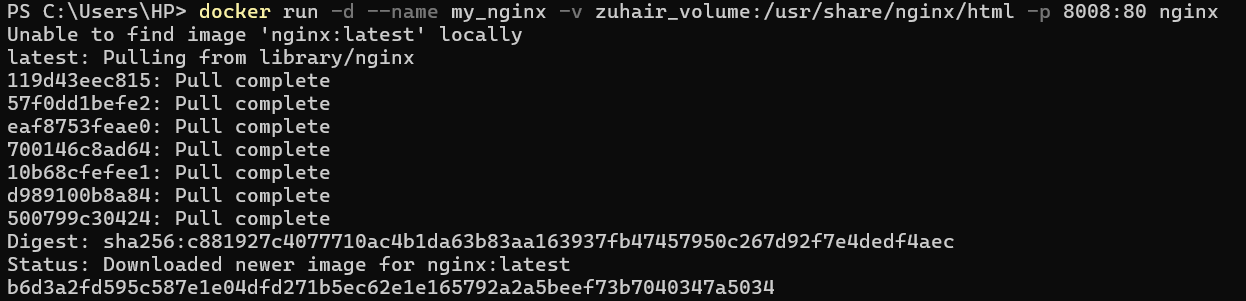 PS C:\Users\HP> docker run -d --name my_nginx -v zuhair_volume:/usr/share/nginx/html -p 8008:80 nginx
Unable to find image 'nginx:latest' locally
latest: Pulling from library/nginx
119d43eec815: Pull complete
57f0dd1befe2: Pull complete
eaf8753feae0: Pull complete
700146c8ad64: Pull complete
10b68cfefee1: Pull complete
d989100b8a84: Pull complete
500799c30424: Pull complete
Digest: sha256:c881927c4077710ac4b1da63b83aa163937fb47457950c267d92f7e4dedf4aec
Status: Downloaded newer image for nginx:latest
b6d3a2fd595c587e1e04dfd271b5ec62e1e165792a2a5beef73b7040347a5034